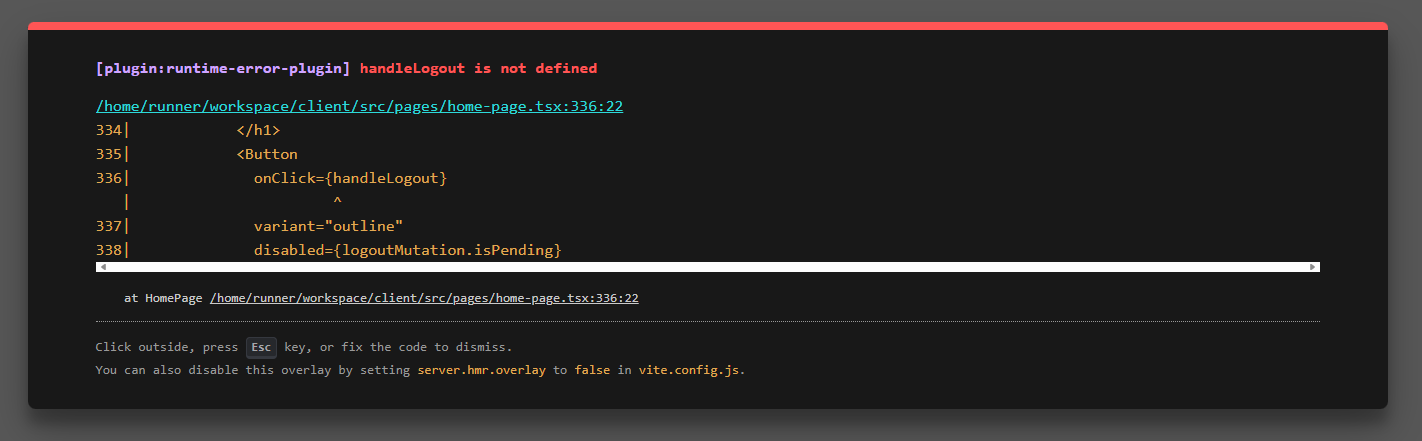 [plugin:runtime-error-plugin] handleLogout is not defined
/home/runner/workspace/client/src/pages/home-page.tsx:336:22
334|            </h1>
335|            <Button
336|              onClick={handleLogout}
   |                       ^
337|              variant="outline"
338|              disabled={logoutMutation.isPending}
at HomePage /home/runner/workspace/client/src/pages/home-page.tsx:336:22
Click outside, press Esc key, or fix the code to dismiss.
You can also disable this overlay by setting server.hmr.overlay to false in vite.config.js.